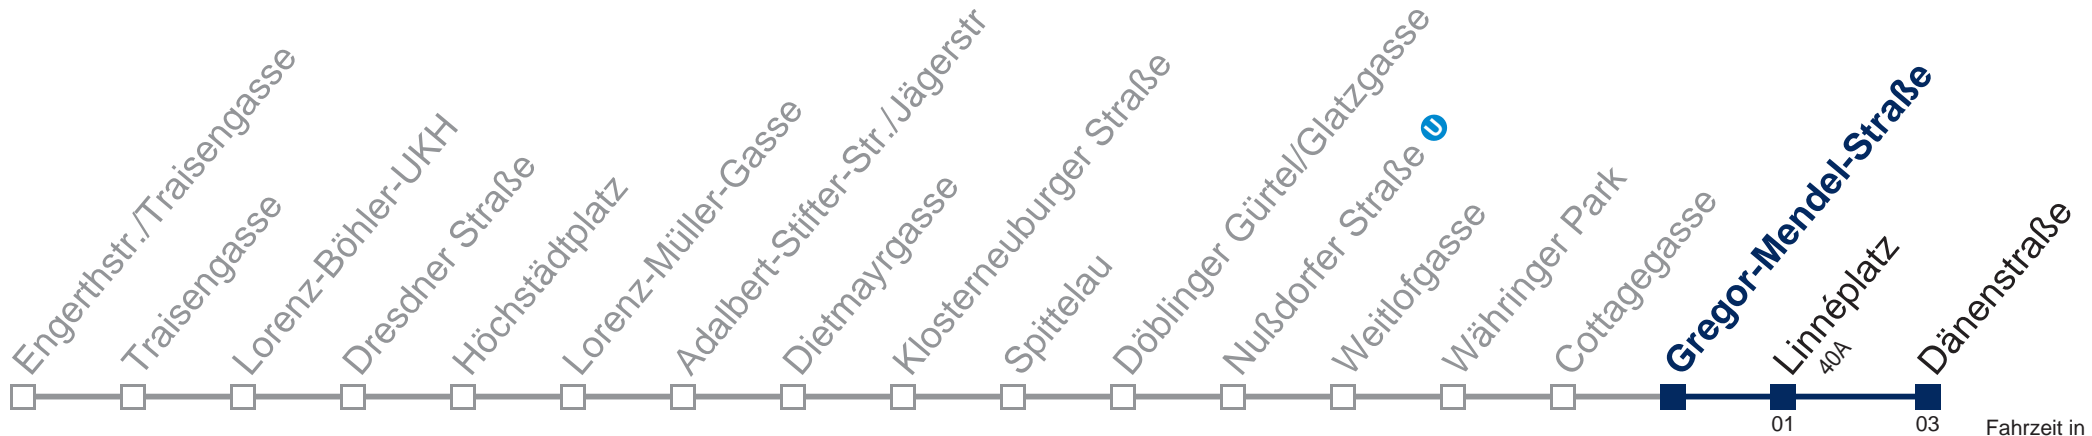 Engerthstr./Traisengasse
Traisengasse
Lorenz-Böhler-UKH
Dresdner Straße
Höchstädtplatz
Lorenz-Müller-Gasse
Adalbert-Stifter-Str./Jägerstr
Dietmayrgasse
Klosterneuburger Straße
Spittelau
Döblinger Gürtel/Glatzgasse
Nußdorfer Straße U
Weitlofgasse
Währinger Park
Cottagegasse
Gregor-Mendel-Straße
Linnéplatz
40A
Dänenstraße
01
03
Fahrzeit in